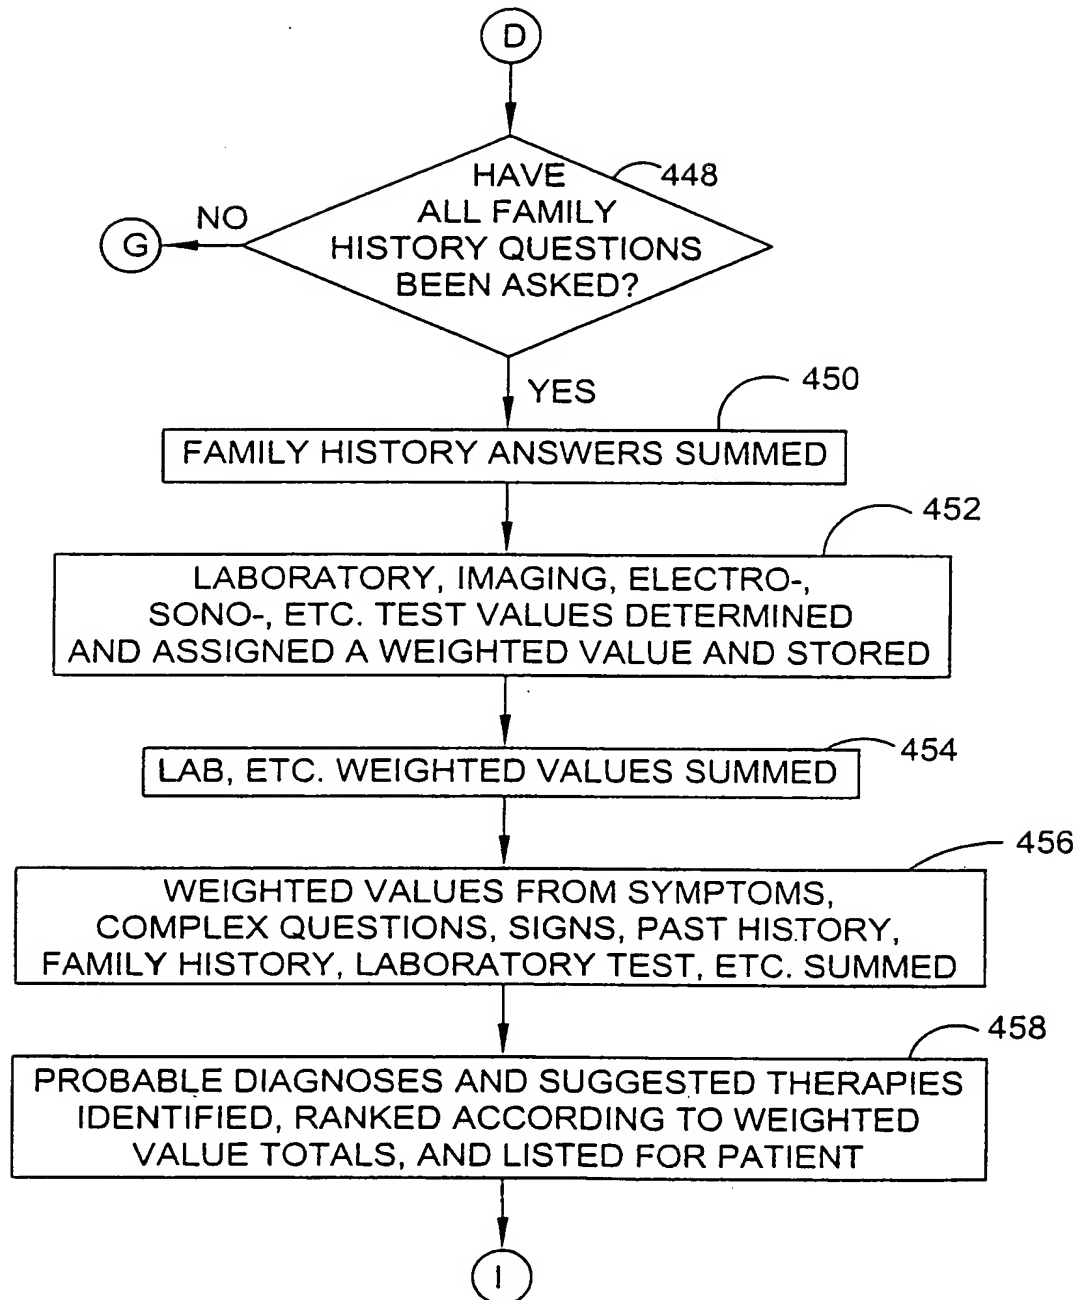 D
HAVE
ALL FAMILY
HISTORY QUESTIONS
BEEN ASKED?
448
NO
G
YES
450
FAMILY HISTORY ANSWERS SUMMED
452
LABORATORY, IMAGING, ELECTRO-,
SONO-, ETC. TEST VALUES DETERMINED
AND ASSIGNED A WEIGHTED VALUE AND STORED
454
LAB, ETC. WEIGHTED VALUES SUMMED
456
WEIGHTED VALUES FROM SYMPTOMS,
COMPLEX QUESTIONS, SIGNS, PAST HISTORY,
FAMILY HISTORY, LABORATORY TEST, ETC. SUMMED
458
PROBABLE DIAGNOSES AND SUGGESTED THERAPIES
IDENTIFIED, RANKED ACCORDING TO WEIGHTED
VALUE TOTALS, AND LISTED FOR PATIENT
I